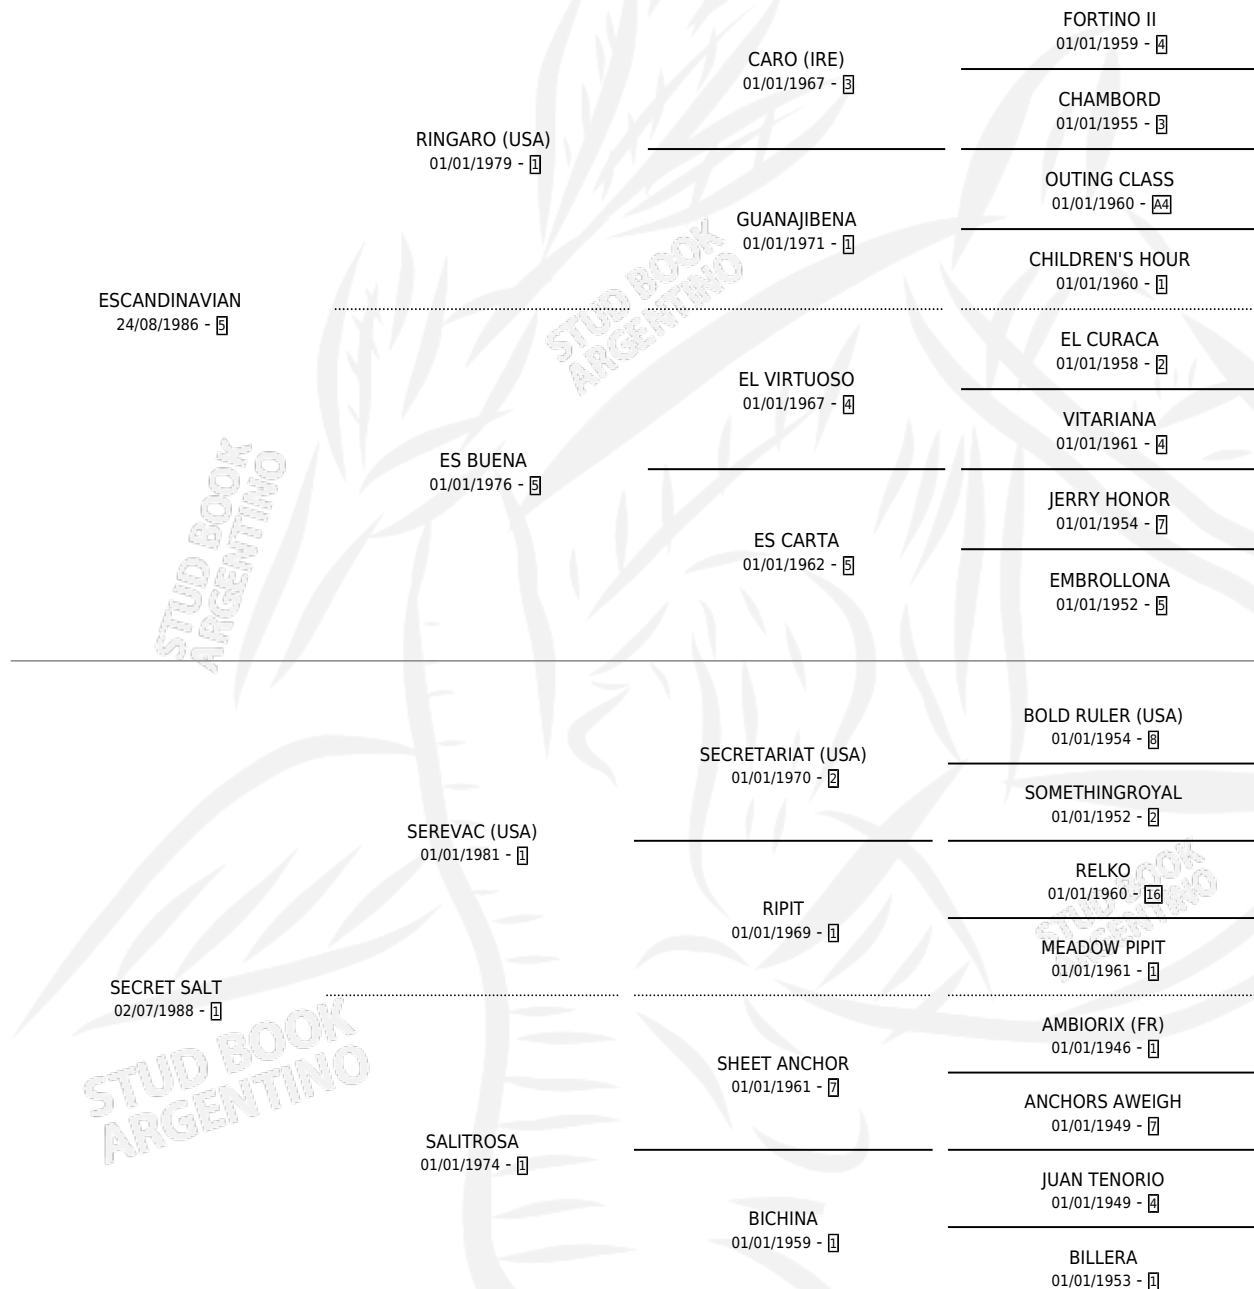 FORTINO II
01/01/1959 - 4
CARO (IRE)
01/01/1967 - 3
CHAMBORD
01/01/1955 - 3
RINGARO (USA)
01/01/1979 - 1
OUTING CLASS
01/01/1960 - A4
GUANAJIBENA
01/01/1971 - 1
CHILDREN'S HOUR
01/01/1960 - 1
ESCANDINAVIAN
24/08/1986 - 5
EL CURACA
01/01/1958 - 2
EL VIRTUOSO
01/01/1967 - 4
VITARIANA
01/01/1961 - 4
ES BUENA
01/01/1976 - 5
JERRY HONOR
01/01/1954 - 7
ES CARTA
01/01/1962 - 5
EMBROLLONA
01/01/1952 - 5
STUD BOOK
ARGENTINO
STUD BOOK
ARGENTINO
BOLD RULER (USA)
01/01/1954 - 8
SECRETARIAT (USA)
01/01/1970 - 2
SOMETHINGROYAL
01/01/1952 - 2
SEREVAC (USA)
01/01/1981 - 1
RELKO
01/01/1960 - 16
RIPIT
01/01/1969 - 1
MEADOW PIPIT
01/01/1961 - 1
SECRET SALT
02/07/1988 - 1
AMBIORIX (FR)
01/01/1946 - 1
SHEET ANCHOR
01/01/1961 - 7
ANCHORS AWEIGH
01/01/1949 - 7
SALITROSA
01/01/1974 - 1
JUAN TENORIO
01/01/1949 - 4
BICHINA
01/01/1959 - 1
BILLERA
01/01/1953 - 1
STUD BOOK
ARGENTINO
STUD BOOK
ARGENTINO